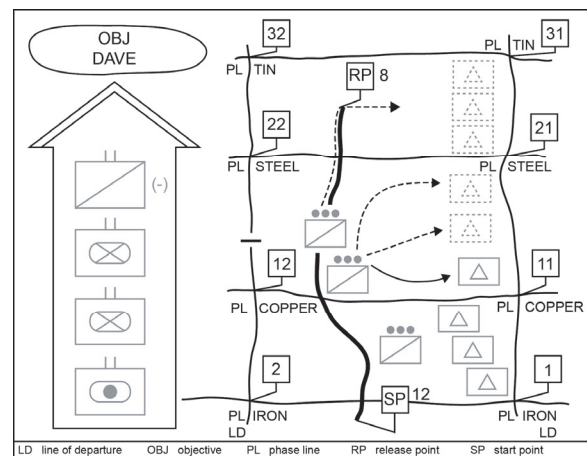 OBJ
DAVE
32
31
PL TIN
PL TIN
RP 8
22
21
PL STEEL
PL STEEL
(-)
12
11
PL COPPER
PL COPPER
2
1
SP 12
PL IRON
LD
PL IRON
LD
LD line of departure OBJ objective PL phase line RP release point SP start point